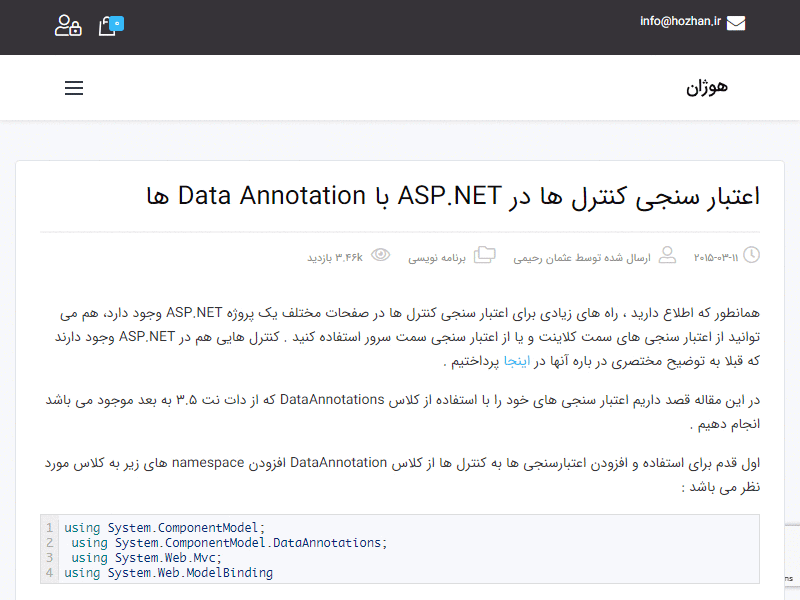 info@hozhan.ir
۰
هوژان
اعتبار سنجی کنترل ها در ASP.NET با Data Annotation ها
۲۰۱۵-۰۳-۱۱ ارسال شده توسط عثمان رحیمی برنامه نویسی ۳.۴۶k بازدید
همانطور که اطلاع دارید ، راه های زیادی برای اعتبار سنجی کنترل ها در صفحات مختلف یک پروژه ASP.NET وجود دارد، هم می
توانید از اعتبار سنجی های سمت کلاینت و یا از اعتبار سنجی سمت سرور استفاده کنید . کنترل هایی هم در ASP.NET وجود دارند
که قبلا به توضیح مختصری در باره آنها در اینجا پرداختیم .
در این مقاله قصد داریم اعتبار سنجی های خود را با استفاده از کلاس DataAnnotations که از دات نت ۳.۵ به بعد موجود می باشد
انجام دهیم .
اول قدم برای استفاده و افزودن اعتبارسنجی ها به کنترل ها از کلاس DataAnnotation افزودن namespace های زیر به کلاس مورد
نظر می باشد :
1 using System.ComponentModel;
2 using System.ComponentModel.DataAnnotations;
3 using System.Web.Mvc;
4 using System.Web.ModelBinding